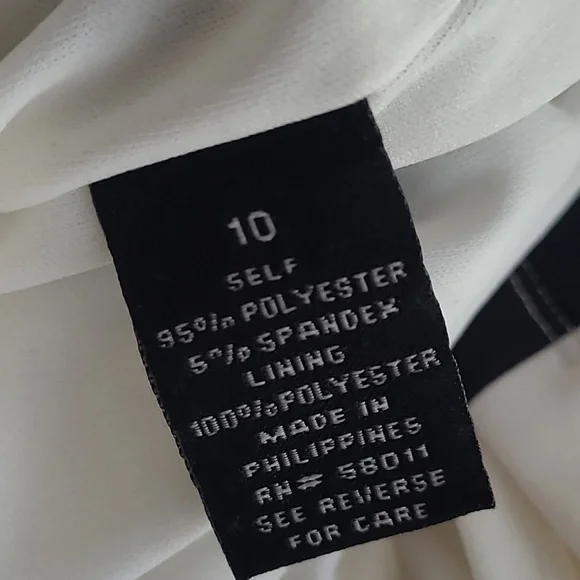 10
SELF
95% POLYESTER
5% SPANDEX
LINING
100% POLYESTER
MADE IN
PHILIPPINES
RN# 58011
SEE REVERSE
FOR CARE